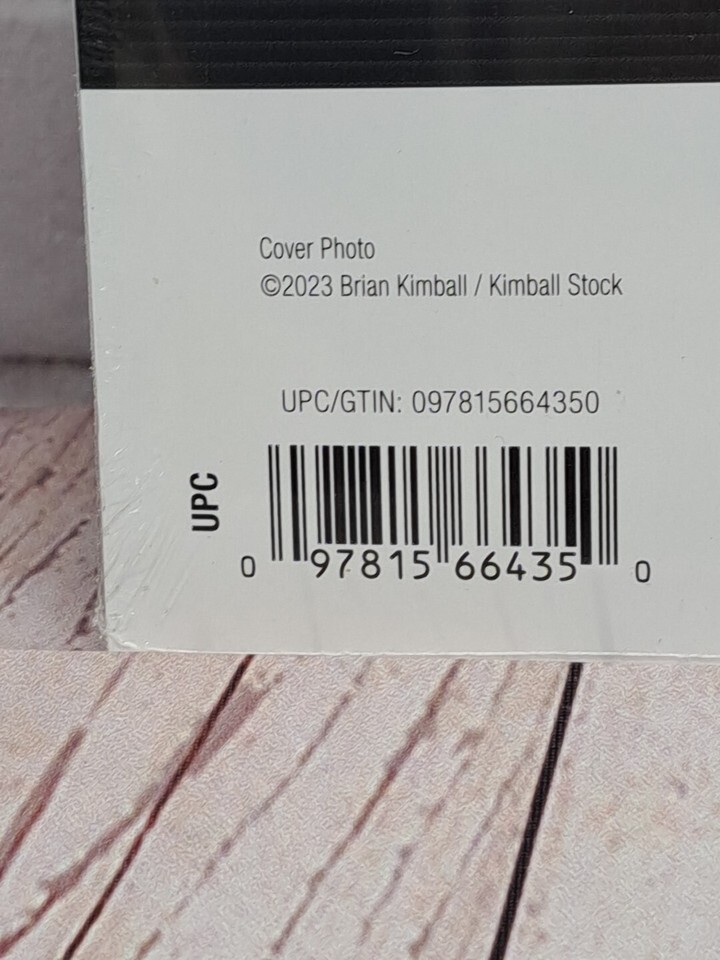 Cover Photo
©2023 Brian Kimball / Kimball Stock
UPC/GTIN: 097815664350
UPC
0 97815 66435 0